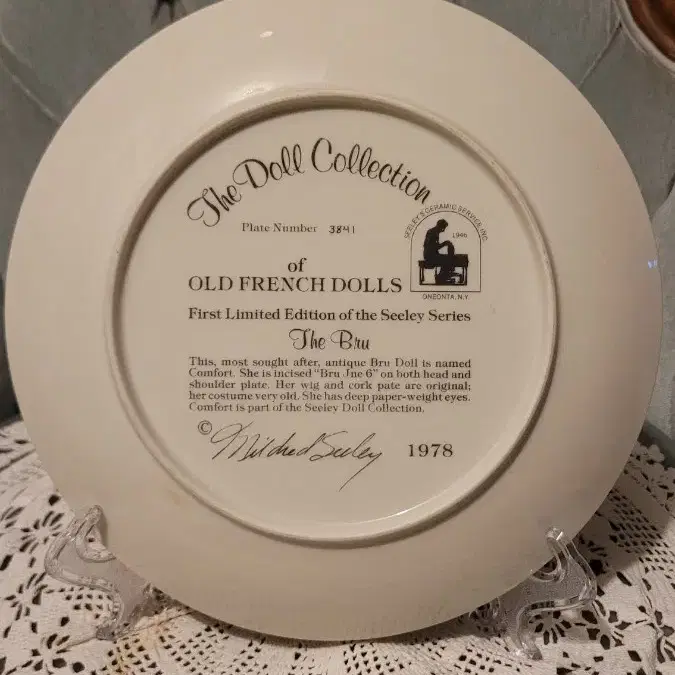 The Doll Collection
Plate Number 3841
SEELEY'S CERAMIC SERVICE INC.
1946
ONEONTA, N.Y.
of
OLD FRENCH DOLLS
First Limited Edition of the Seeley Series
The Bru
This, most sought after, antique Bru Doll is named
Comfort. She is incised "Bru Jne 6" on both head and
shoulder plate. Her wig and cork pate are original;
her costume very old. She has deep paper-weight eyes.
Comfort is part of the Seeley Doll Collection.
© Mildred Seeley 1978